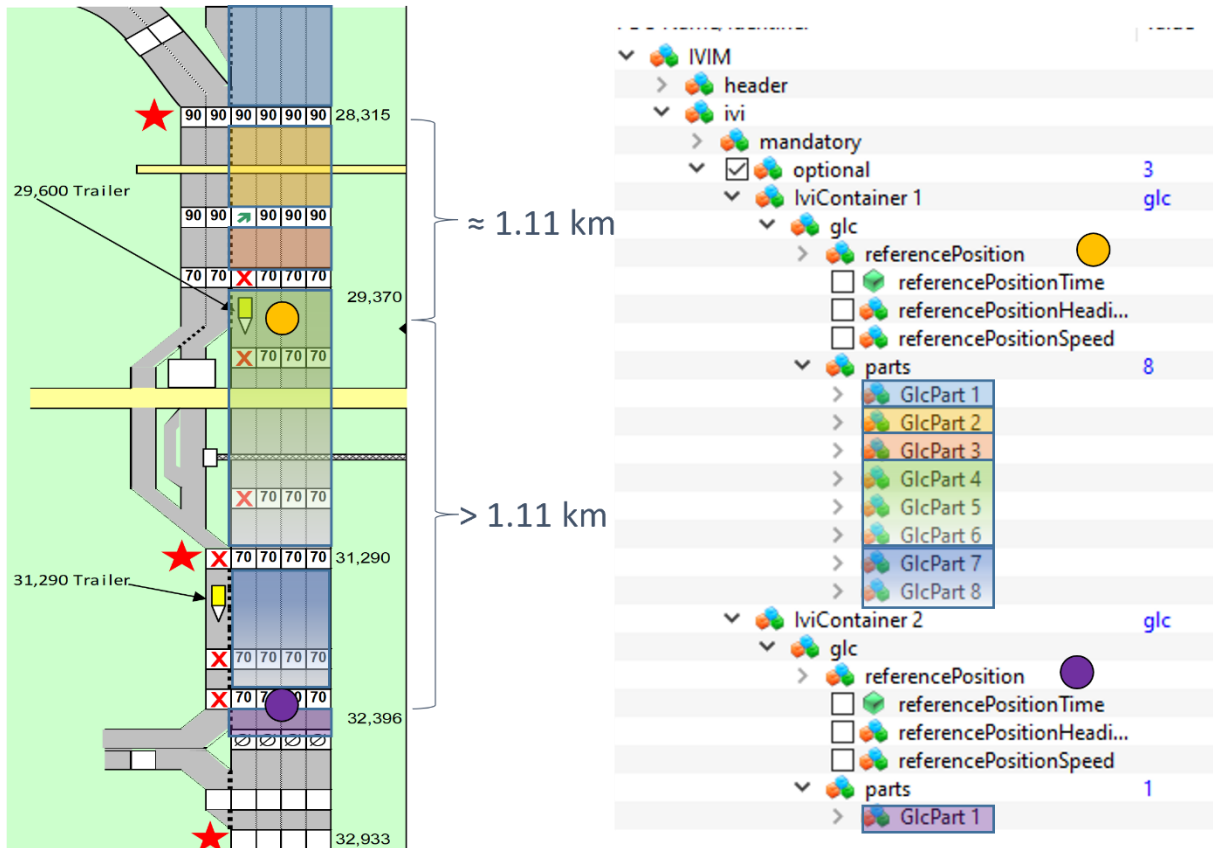 90 90 90 90 90 90 28,315
29,600 Trailer
90 90 90 90 90
≈ 1.11 km
70 70 X 70 70 70
29,370
X 70 70 70
X 70 70 70
> 1.11 km
X 70 70 70 70 31,290
31,290 Trailer
X 70 70 70 70
X 70 70
32,396
32,933
IVIM
header
ivi
mandatory
optional 3
IviContainer 1 glc
glc
referencePosition
referencePositionTime
referencePositionHeadi...
referencePositionSpeed
parts 8
GlcPart 1
GlcPart 2
GlcPart 3
GlcPart 4
GlcPart 5
GlcPart 6
GlcPart 7
GlcPart 8
IviContainer 2 glc
glc
referencePosition
referencePositionTime
referencePositionHeadi...
referencePositionSpeed
parts 1
GlcPart 1